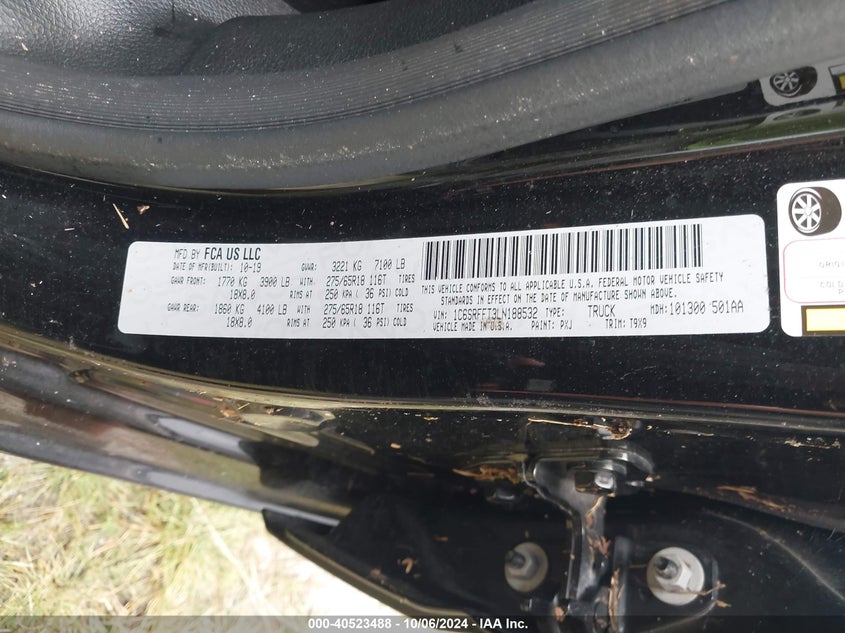 MFD BY FCA US LLC
DATE OF MFR(BUILT): 10-19 GVWR: 3221 KG 7100 LB
GAWR FRONT: 1770 KG 3900 LB WITH- 275/65R18 116T TIRES
18X8.0 RIMS AT 250 KPA ( 36 PSI) COLD
GAWR REAR: 1860 KG 4100 LB WITH- 275/65R18 116T TIRES
18X8.0 RIMS AT 250 KPA ( 36 PSI) COLD
THIS VEHICLE CONFORMS TO ALL APPLICABLE U.S.A. FEDERAL MOTOR VEHICLE SAFETY
STANDARDS IN EFFECT ON THE DATE OF MANUFACTURE SHOWN ABOVE.
VIN: 1C6SRFFT3LN188532 TYPE: TRUCK MDH: 101300 501AA
VEHICLE MADE IN U.S.A. PAINT: PXJ TRIM: T9X9
000-40523488 - 10/06/2024 - IAA Inc.